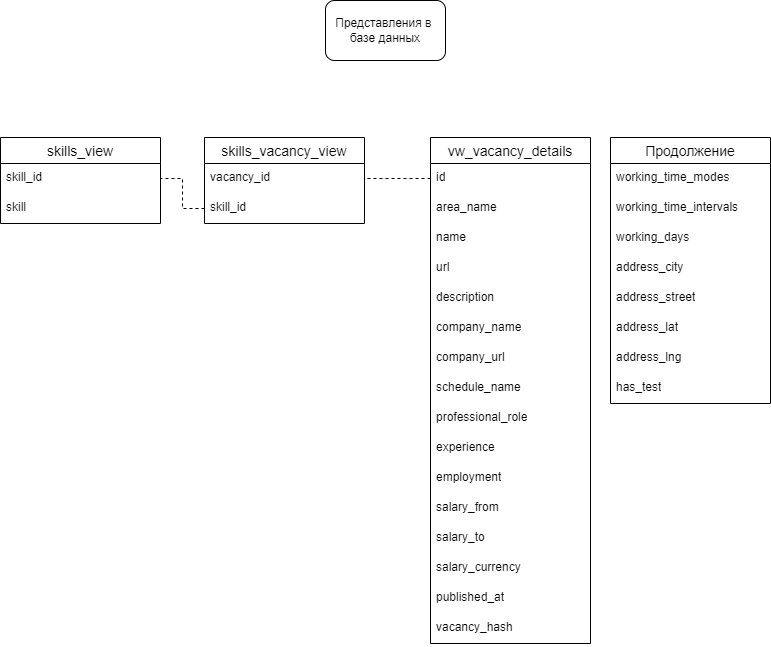 Представления в
базе данных
skills_view
skill_id
skill
skills_vacancy_view
vacancy_id
skill_id
vw_vacancy_details
id
area_name
name
url
description
company_name
company_url
schedule_name
professional_role
experience
employment
salary_from
salary_to
salary_currency
published_at
vacancy_hash
Продолжение
working_time_modes
working_time_intervals
working_days
address_city
address_street
address_lat
address_lng
has_test